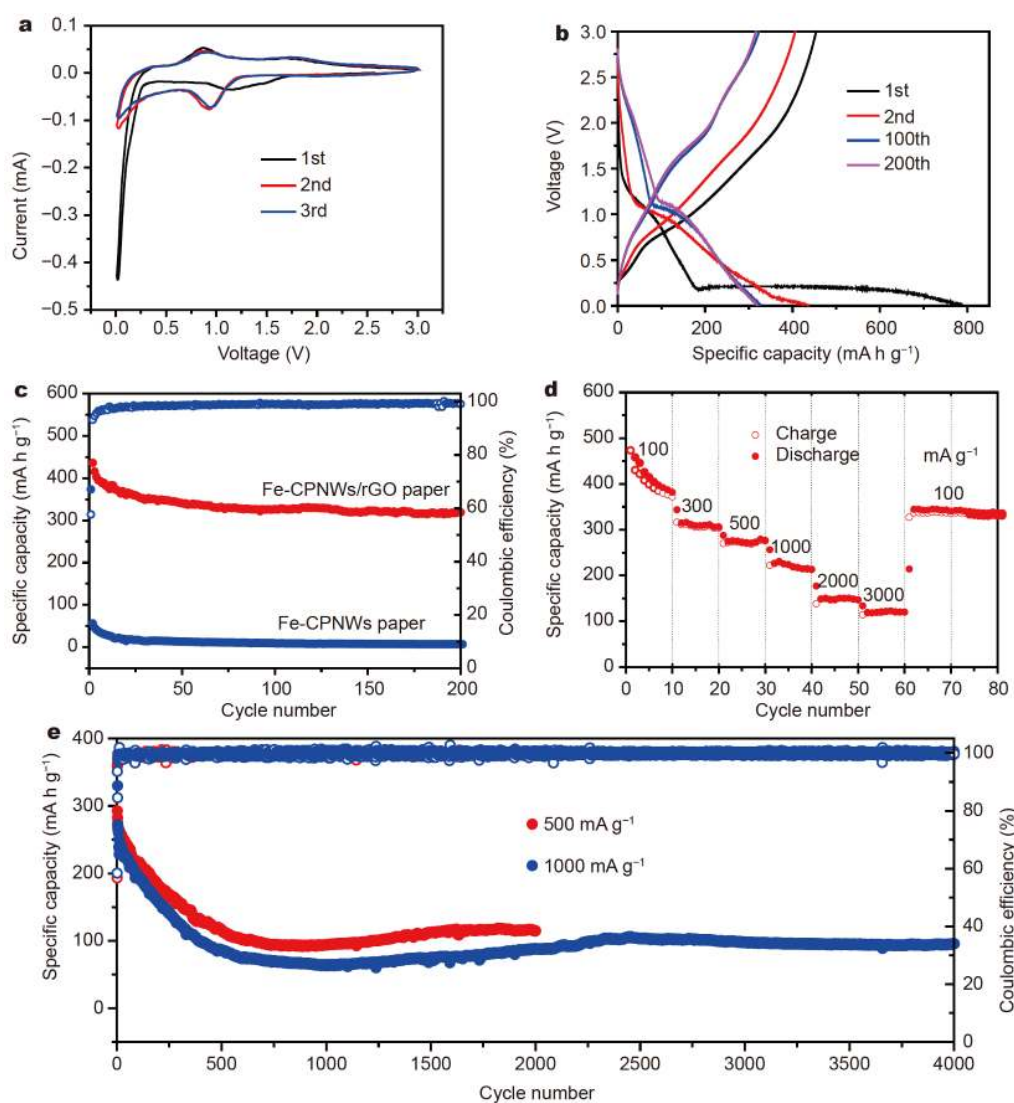 a
0.1
0.0
−0.1
−0.2
−0.3
−0.4
−0.5
Current (mA)
1st
2nd
3rd
0.0 0.5 1.0 1.5 2.0 2.5 3.0
Voltage (V)
b
3.0
2.5
2.0
1.5
1.0
0.5
0.0
Voltage (V)
1st
2nd
100th
200th
0 200 400 600 800
Specific capacity (mA h g⁻¹)
c
600
550
450
400
350
300
150
100
50
0
Specific capacity (mA h g⁻¹)
100
80
60
40
20
0
Coulombic efficiency (%)
Fe-CPNWs/rGO paper
Fe-CPNWs paper
0 50 100 150 200
Cycle number
d
600
500
400
300
200
100
0
Specific capacity (mA h g⁻¹)
Charge
Discharge
mA g⁻¹
100
300
500
1000
2000
3000
100
0 10 20 30 40 50 60 70 80
Cycle number
e
400
300
200
100
0
Specific capacity (mA h g⁻¹)
100
80
60
40
20
Coulombic efficiency (%)
500 mA g⁻¹
1000 mA g⁻¹
0 500 1000 1500 2000 2500 3000 3500 4000
Cycle number